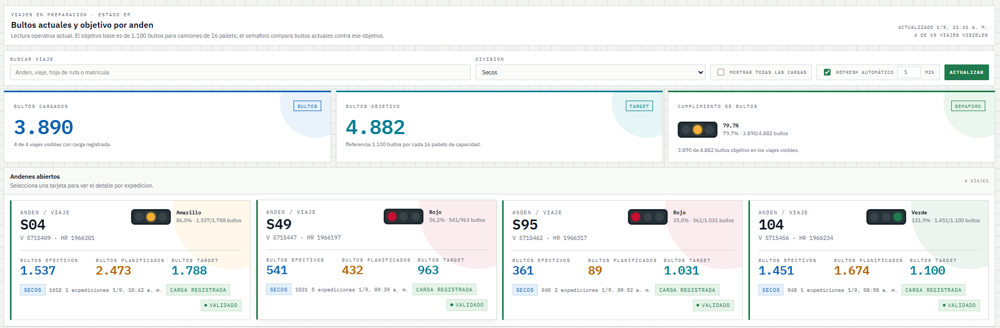 VIAJES EN PREPARACION · ESTADO EP
Bultos actuales y objetivo por anden
Lectura operativa actual. El objetivo base es de 1.100 bultos para camiones de 16 pallets; el semaforo compara bultos actuales contra ese objetivo.
ACTUALIZADO 1/9, 11:41 A. M.
4 DE 19 VIAJES VISIBLES
BUSCAR VIAJE
Anden, viaje, hoja de ruta o matricula
DIVISION
Secos
MOSTRAR TODAS LAS CARGAS
REFRESH AUTOMÁTICO 1 MIN
ACTUALIZAR
BULTOS CARGADOS
BULTOS
3.890
4 de 4 viajes visibles con carga registrada.
BULTOS OBJETIVO
TARGET
4.882
Referencia 1.100 bultos por cada 16 pallets de capacidad.
CUMPLIMIENTO DE BULTOS
SEMAFORO
79,7%
79,7% · 3.890/4.882 bultos
3.890 de 4.882 bultos objetivo en los viajes visibles.
Andenes abiertos
Selecciona una tarjeta para ver el detalle por expedicion.
4 VIAJES
ANDEN / VIAJE
S04
V 5715409 · HR 1966201
Amarillo
86,0% · 1.537/1.788 bultos
BULTOS EFECTIVOS
1.537
BULTOS PLANIFICADOS
2.473
BULTOS TARGET
1.788
SECOS 1618 1 expediciones 1/9, 10:42 a. m. CARGA REGISTRADA
VALIDADO
ANDEN / VIAJE
S49
V 5715447 · HR 1966197
Rojo
56,2% · 541/963 bultos
BULTOS EFECTIVOS
541
BULTOS PLANIFICADOS
432
BULTOS TARGET
963
SECOS 1031 5 expediciones 1/9, 09:39 a. m. CARGA REGISTRADA
VALIDADO
ANDEN / VIAJE
S95
V 5715462 · HR 1966317
Rojo
35,0% · 361/1.031 bultos
BULTOS EFECTIVOS
361
BULTOS PLANIFICADOS
89
BULTOS TARGET
1.031
SECOS 940 2 expediciones 1/9, 09:52 a. m. CARGA REGISTRADA
VALIDADO
ANDEN / VIAJE
104
V 5715456 · HR 1966234
Verde
131,9% · 1.451/1.100 bultos
BULTOS EFECTIVOS
1.451
BULTOS PLANIFICADOS
1.674
BULTOS TARGET
1.100
SECOS 948 1 expediciones 1/9, 08:50 a. m. CARGA REGISTRADA
VALIDADO